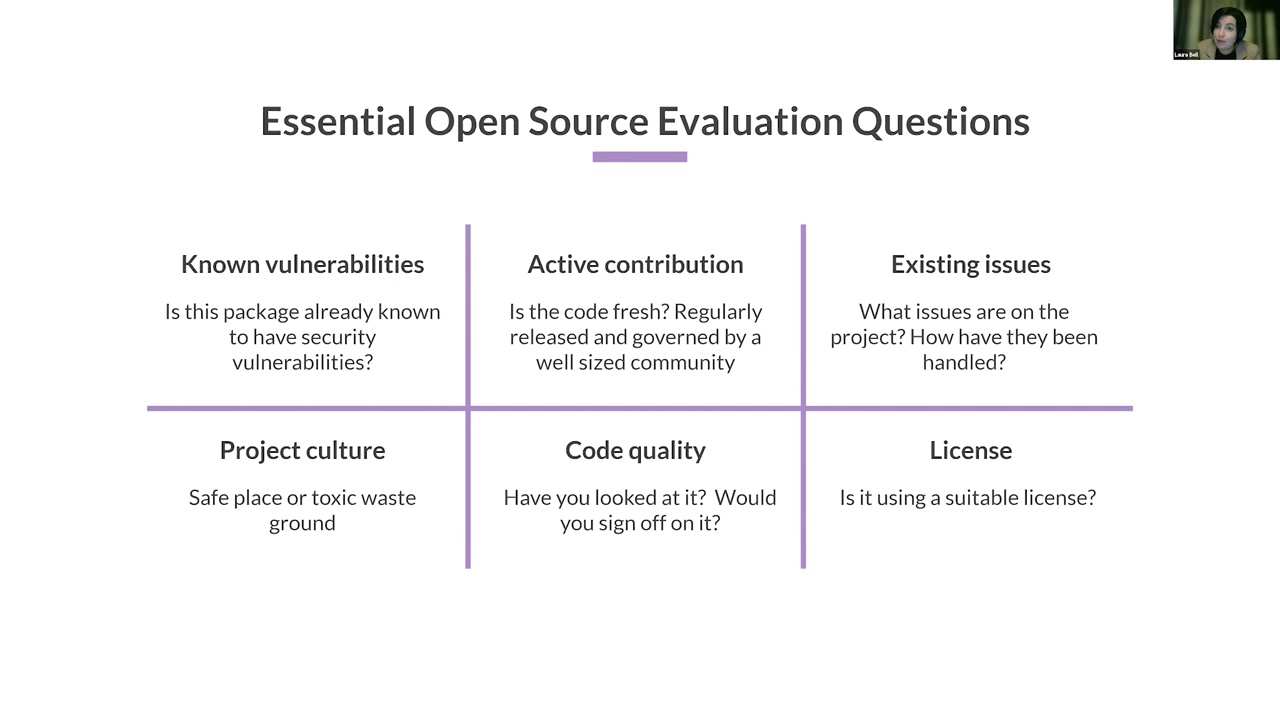 Laura Bell
Essential Open Source Evaluation Questions
Known vulnerabilities
Is this package already known
to have security
vulnerabilities?
Active contribution
Is the code fresh? Regularly
released and governed by a
well sized community
Existing issues
What issues are on the
project? How have they been
handled?
Project culture
Safe place or toxic waste
ground
Code quality
Have you looked at it?  Would
you sign off on it?
License
Is it using a suitable license?